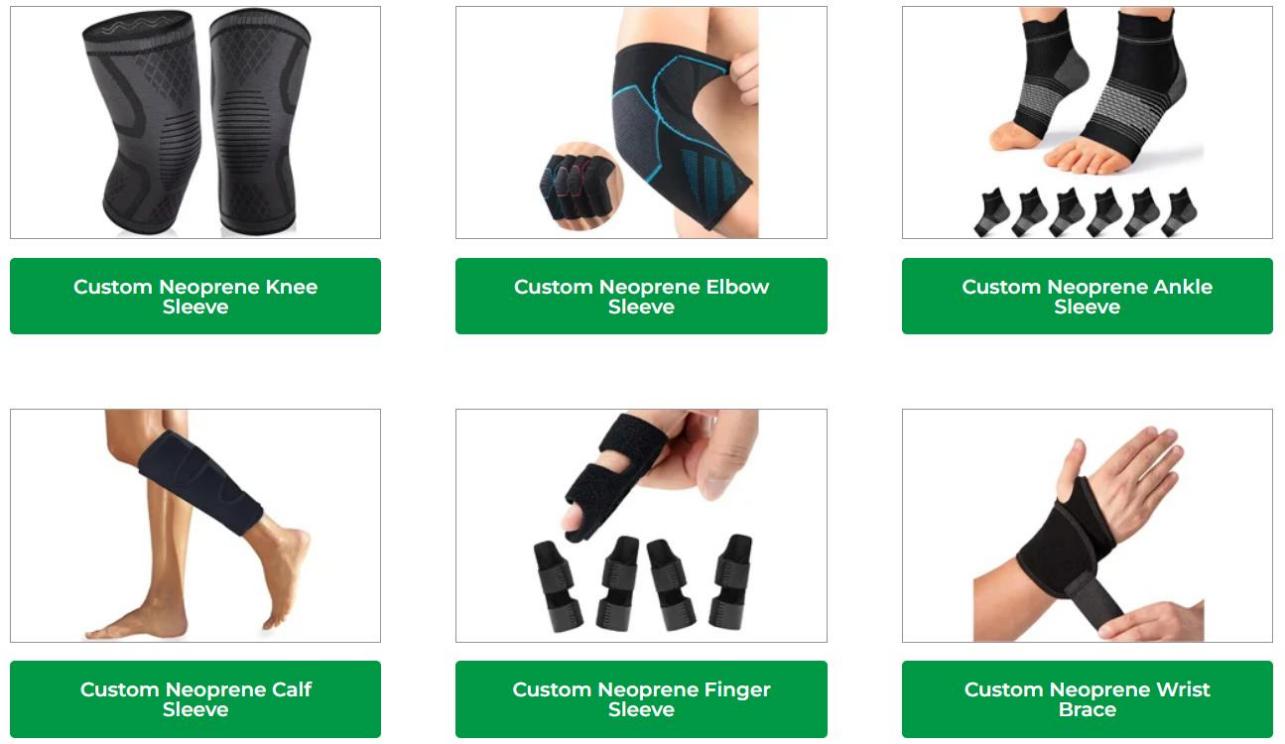 Custom Neoprene Knee
Sleeve
Custom Neoprene Elbow
Sleeve
Custom Neoprene Ankle
Sleeve
Custom Neoprene Calf
Sleeve
Custom Neoprene Finger
Sleeve
Custom Neoprene Wrist
Brace